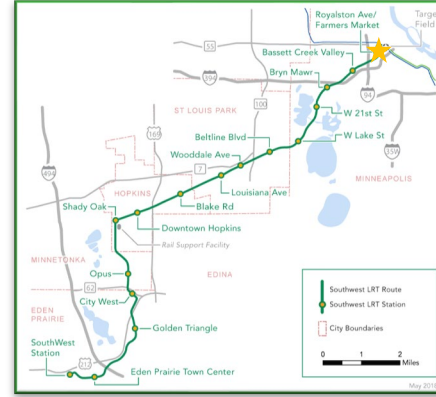 Royalston Ave/
Farmers Market
Target
Field
55
Bassett Creek Valley
394
Bryn Mawr
94
ST LOUIS PARK
100
W 21st St
169
Beltline Blvd
W Lake St
Wooddale Ave
35W
7
494
MINNEAPOLIS
HOPKINS
Louisiana Ave
Shady Oak
Blake Rd
Downtown Hopkins
Rail Support Facility
MINNETONKA
EDINA
Opus
62
City West
EDEN
PRAIRIE
Golden Triangle
SouthWest
Station
212
Eden Prairie Town Center
Southwest LRT Route
Southwest LRT Station
City Boundaries
0
2
Miles